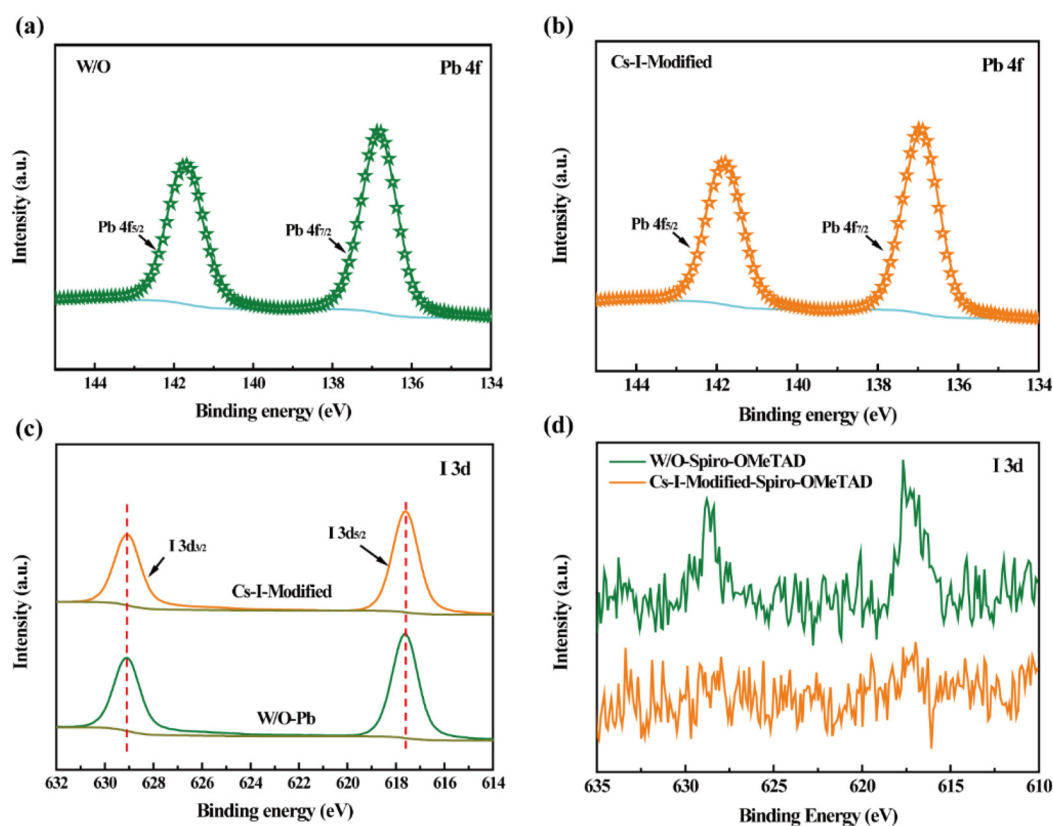 (a)
W/O
Pb 4f
Pb 4f5/2
Pb 4f7/2
Intensity (a.u.)
144 142 140 138 136 134
Binding energy (eV)
(b)
Cs-I-Modified
Pb 4f
Pb 4f5/2
Pb 4f7/2
Intensity (a.u.)
144 142 140 138 136 134
Binding energy (eV)
(c)
I 3d
I 3d3/2
I 3d5/2
Cs-I-Modified
W/O-Pb
Intensity (a.u.)
632 630 628 626 624 622 620 618 616 614
Binding energy (eV)
(d)
W/O-Spiro-OMeTAD
Cs-I-Modified-Spiro-OMeTAD
I 3d
Intensity (a.u.)
635 630 625 620 615 610
Binding Energy (eV)